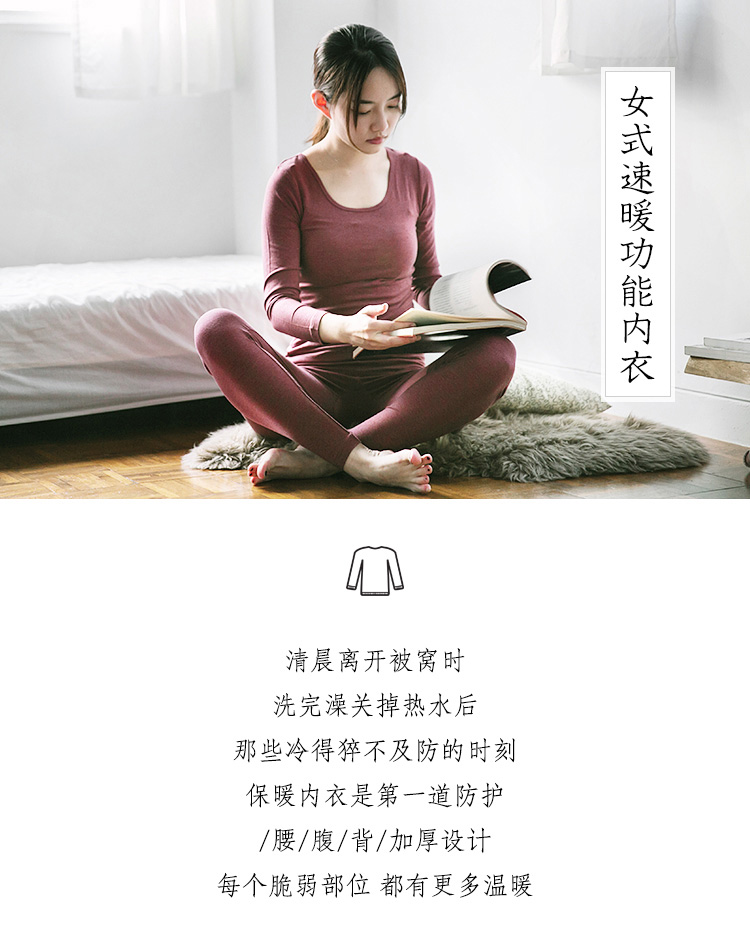 女式速暖功能内衣
清晨离开被窝时
洗完澡关掉热水后
那些冷得猝不及防的时刻
保暖内衣是第一道防护
/腰/腹/背/加厚设计
每个脆弱部位 都有更多温暖